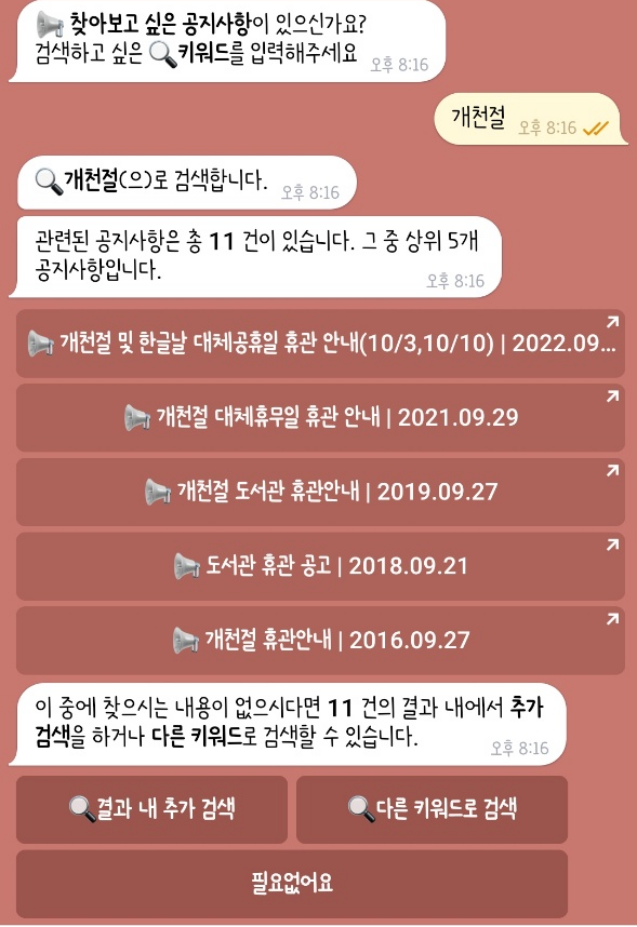 찾아보고 싶은 공지사항이 있으신가요?
검색하고 싶은 키워드를 입력해주세요 오후 8:16
개천절 오후 8:16
개천절(으)로 검색합니다. 오후 8:16
관련된 공지사항은 총 11 건이 있습니다. 그 중 상위 5개
공지사항입니다. 오후 8:16
개천절 및 한글날 대체공휴일 휴관 안내(10/3,10/10) | 2022.09...
개천절 대체휴무일 휴관 안내 | 2021.09.29
개천절 도서관 휴관안내 | 2019.09.27
도서관 휴관 공고 | 2018.09.21
개천절 휴관안내 | 2016.09.27
이 중에 찾으시는 내용이 없으시다면 11 건의 결과 내에서 추가
검색을 하거나 다른 키워드로 검색할 수 있습니다. 오후 8:16
결과 내 추가 검색 다른 키워드로 검색
필요없어요